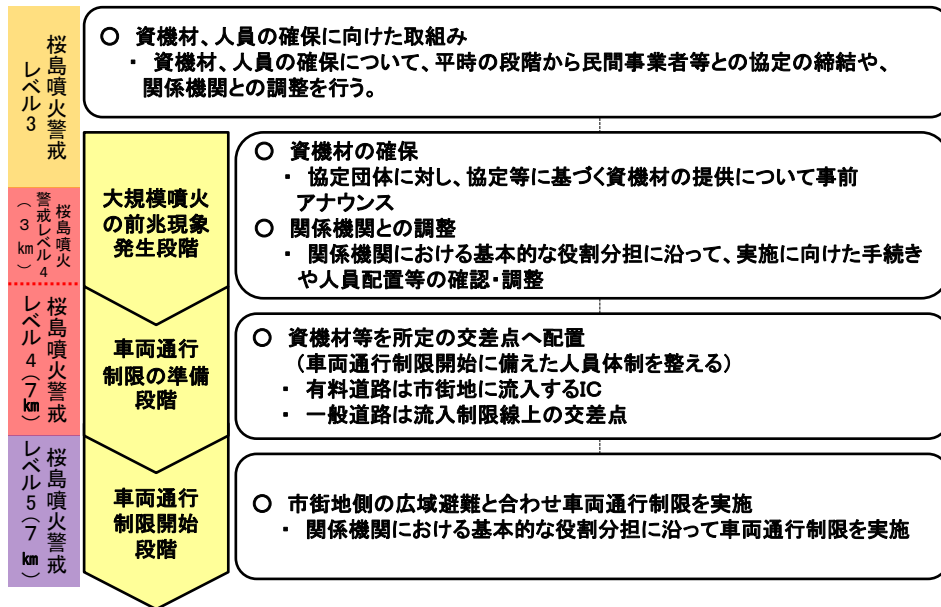 桜島噴火警戒
レベル3
○ 資機材、人員の確保に向けた取組み
・ 資機材、人員の確保について、平時の段階から民間事業者等との協定の締結や、
関係機関との調整を行う。
桜島噴火
警戒レベル4
(3km)
大規模噴火
の前兆現象
発生段階
○ 資機材の確保
・ 協定団体に対し、協定等に基づく資機材の提供について事前
アナウンス
○ 関係機関との調整
・ 関係機関における基本的な役割分担に沿って、実施に向けた手続き
や人員配置等の確認・調整
桜島噴火警戒
レベル4(7km)
車両通行
制限の準備
段階
○ 資機材等を所定の交差点へ配置
(車両通行制限開始に備えた人員体制を整える)
・ 有料道路は市街地に流入するIC
・ 一般道路は流入制限線上の交差点
桜島噴火警戒
レベル5(7km)
車両通行
制限開始
段階
○ 市街地側の広域避難と合わせ車両通行制限を実施
・ 関係機関における基本的な役割分担に沿って車両通行制限を実施